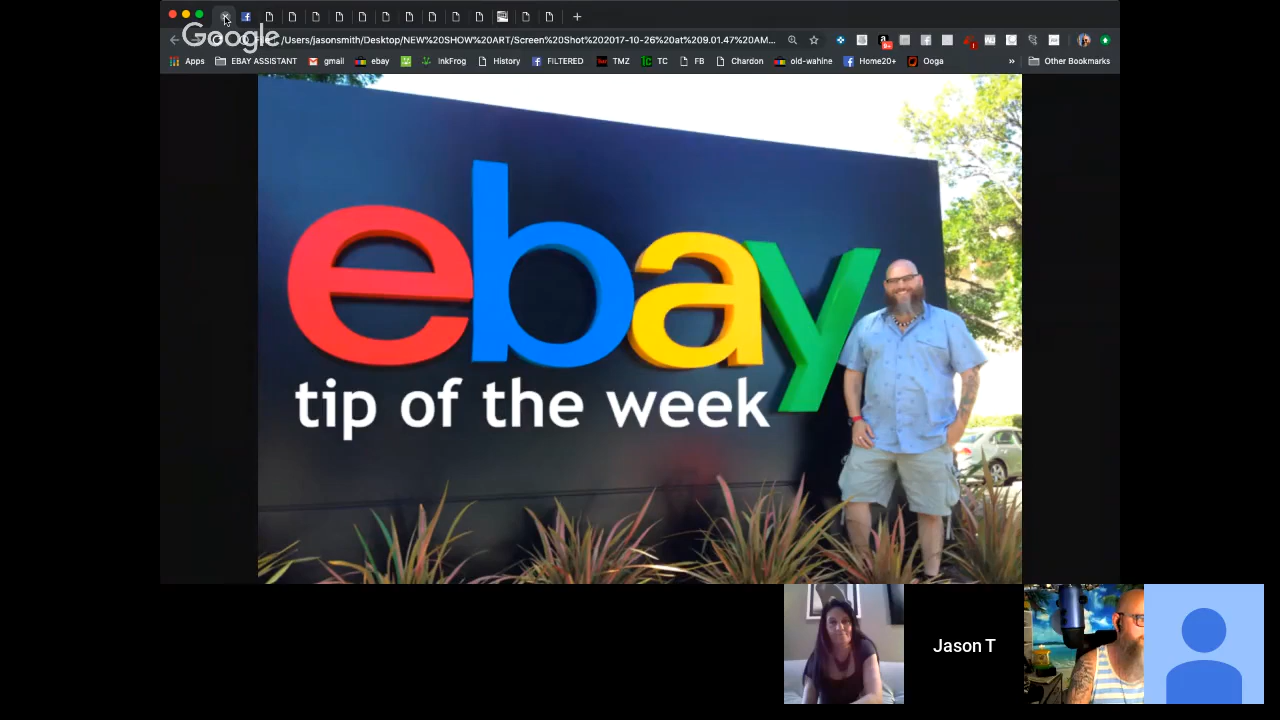 Google
/Users/jasonsmith/Desktop/NEW%20SHOW%20ART/Screen%20Shot%202017-10-26%20at%209.01.47%20AM...
Apps EBAY ASSISTANT gmail ebay InkFrog History FILTERED TMZ TC FB Chardon old-wahine Home20+ Ooga » Other Bookmarks
ebay
tip of the week
Jason T